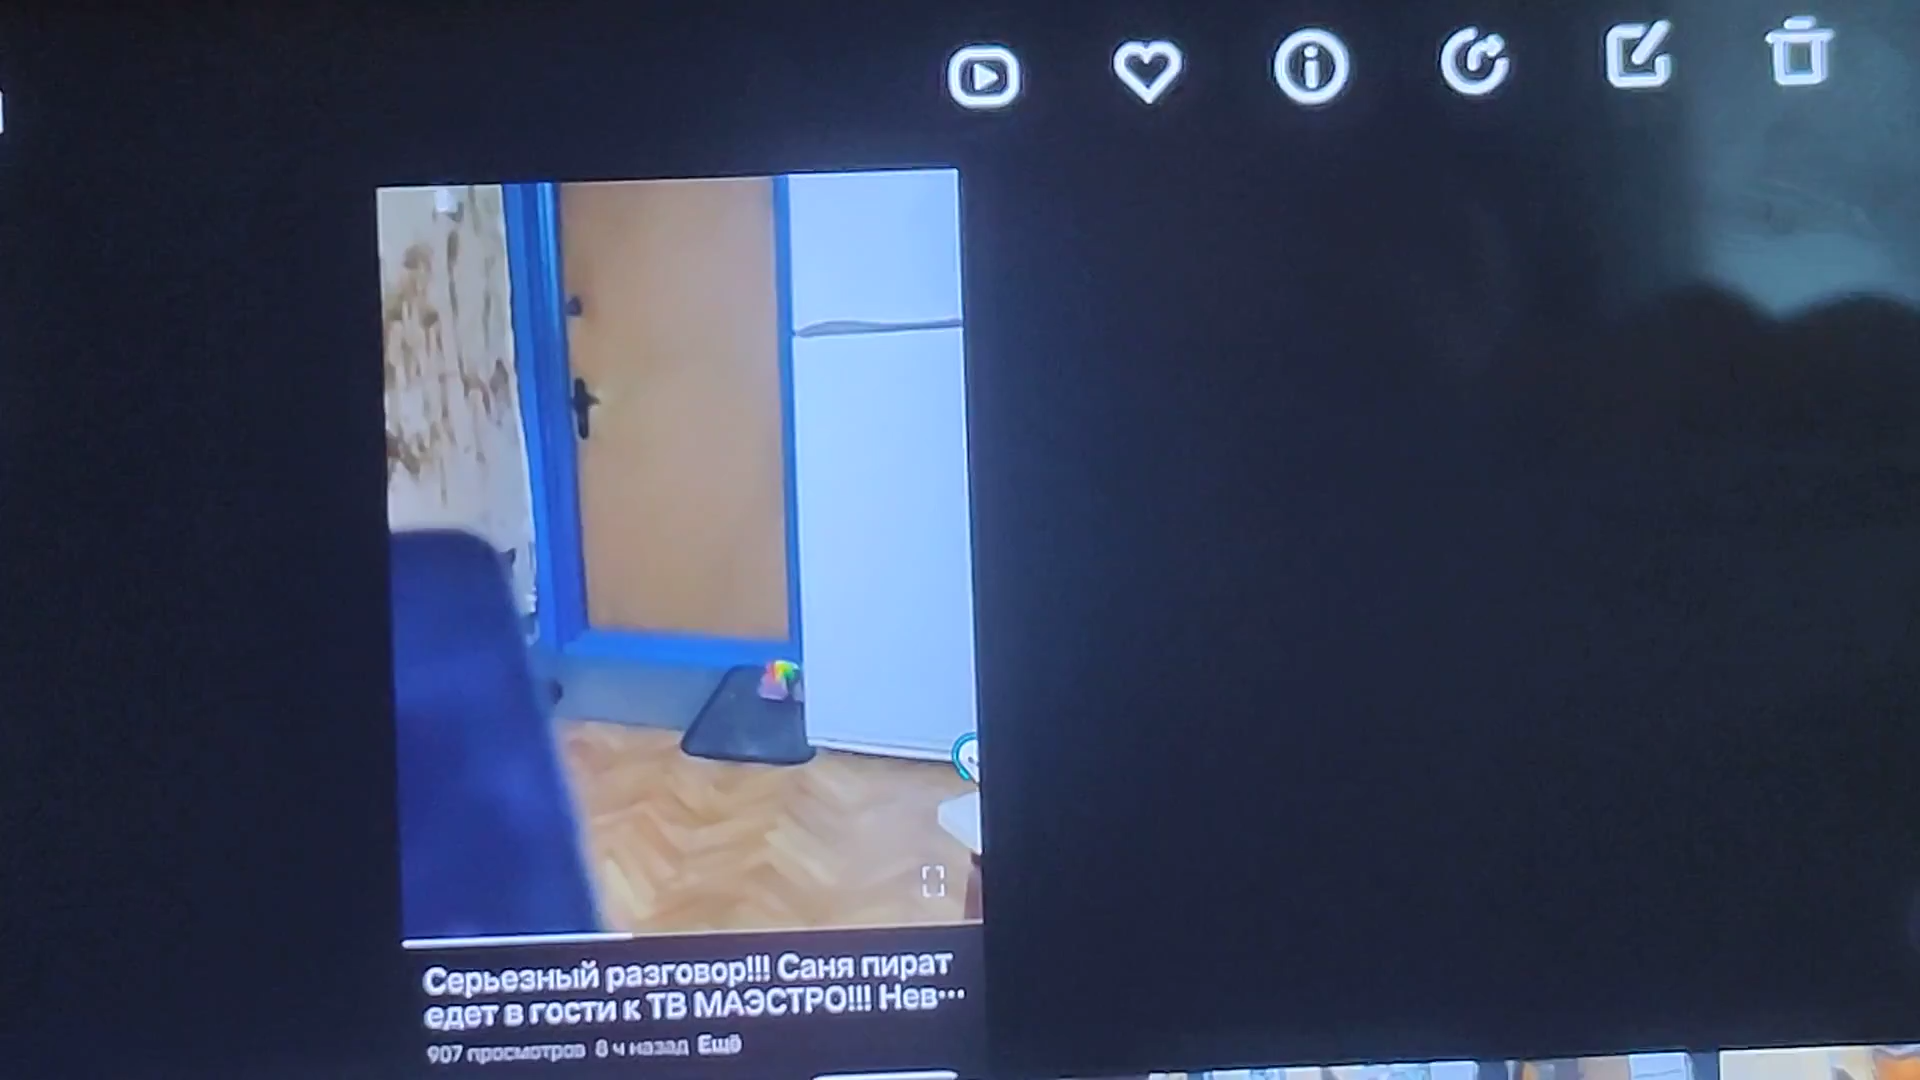 Серьезный разговор!!! Саня пират
едет в гости к ТВ МАЭСТРО!!! Нев...
907 просмотров 8 ч назад Ещё